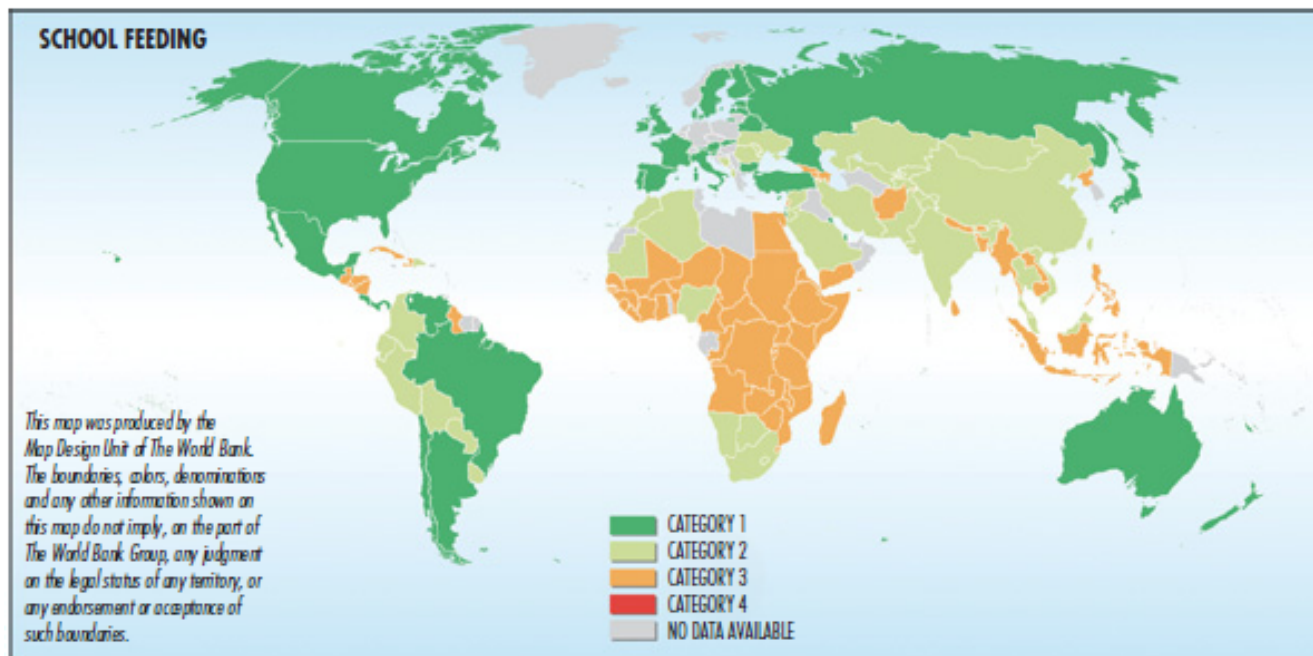 SCHOOL FEEDING
This map was produced by the
Map Design Unit of The World Bank.
The boundaries, colors, denominations
and any other information shown on
this map do not imply, on the part of
The World Bank Group, any judgment
on the legal status of any territory, or
any endorsement or acceptance of
such boundaries.
CATEGORY 1
CATEGORY 2
CATEGORY 3
CATEGORY 4
NO DATA AVAILABLE